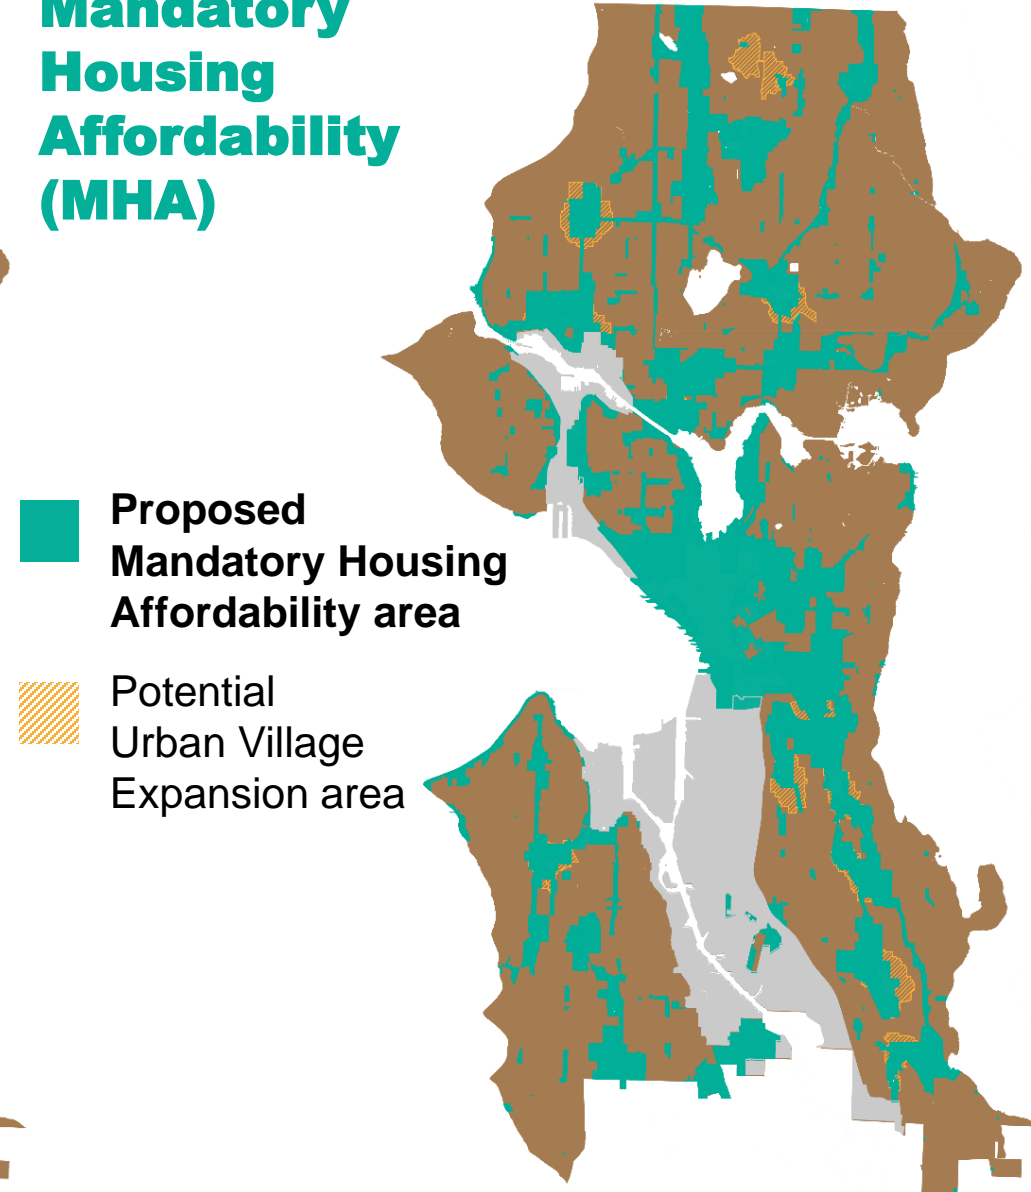 Mandatory
Housing
Affordability
(MHA)
Proposed
Mandatory Housing
Affordability area
Potential
Urban Village
Expansion area